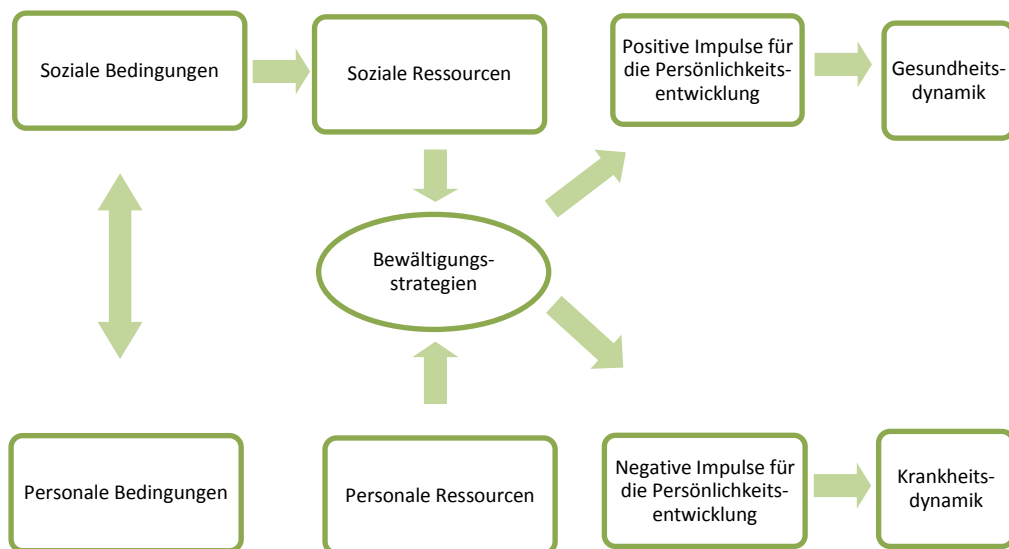 Soziale Bedingungen
Soziale Ressourcen
Positive Impulse für
die Persönlichkeits-
entwicklung
Gesundheits-
dynamik
Bewältigungs-
strategien
Personale Bedingungen
Personale Ressourcen
Negative Impulse für
die Persönlichkeits-
entwicklung
Krankheits-
dynamik